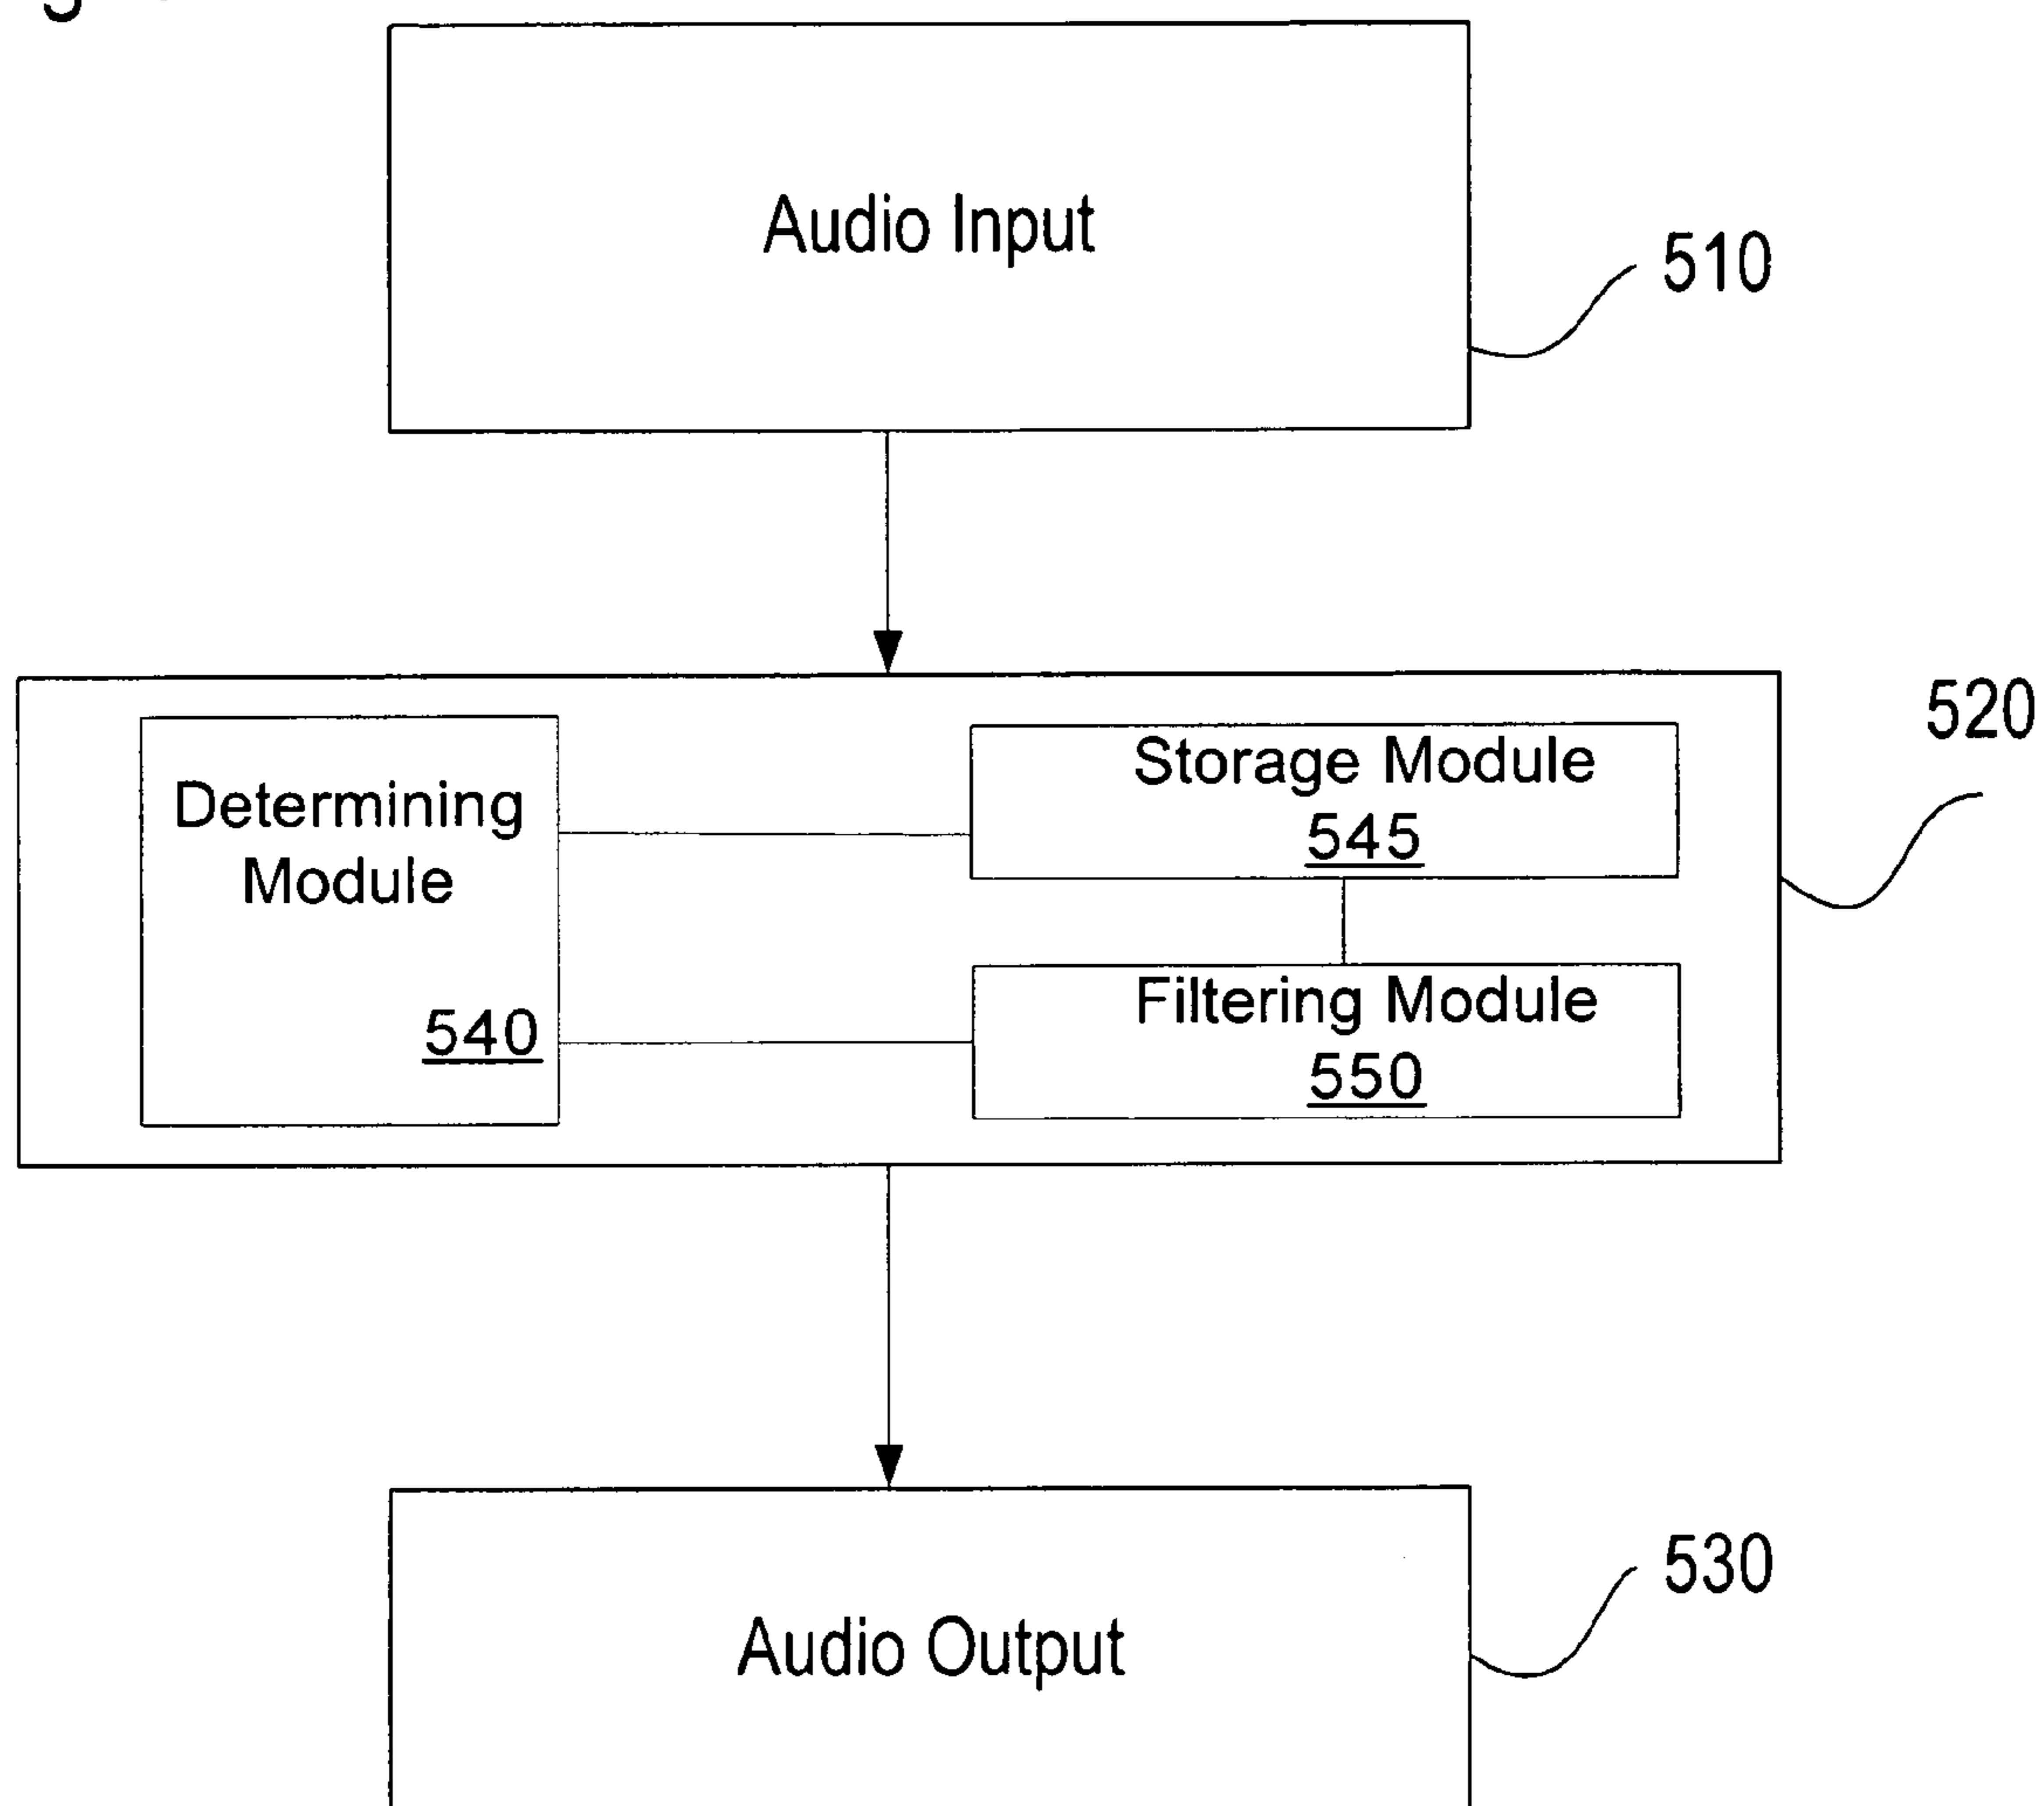 Audio Input
510
520
Determining
Module
540
Storage Module
545
Filtering Module
550
Audio Output
530